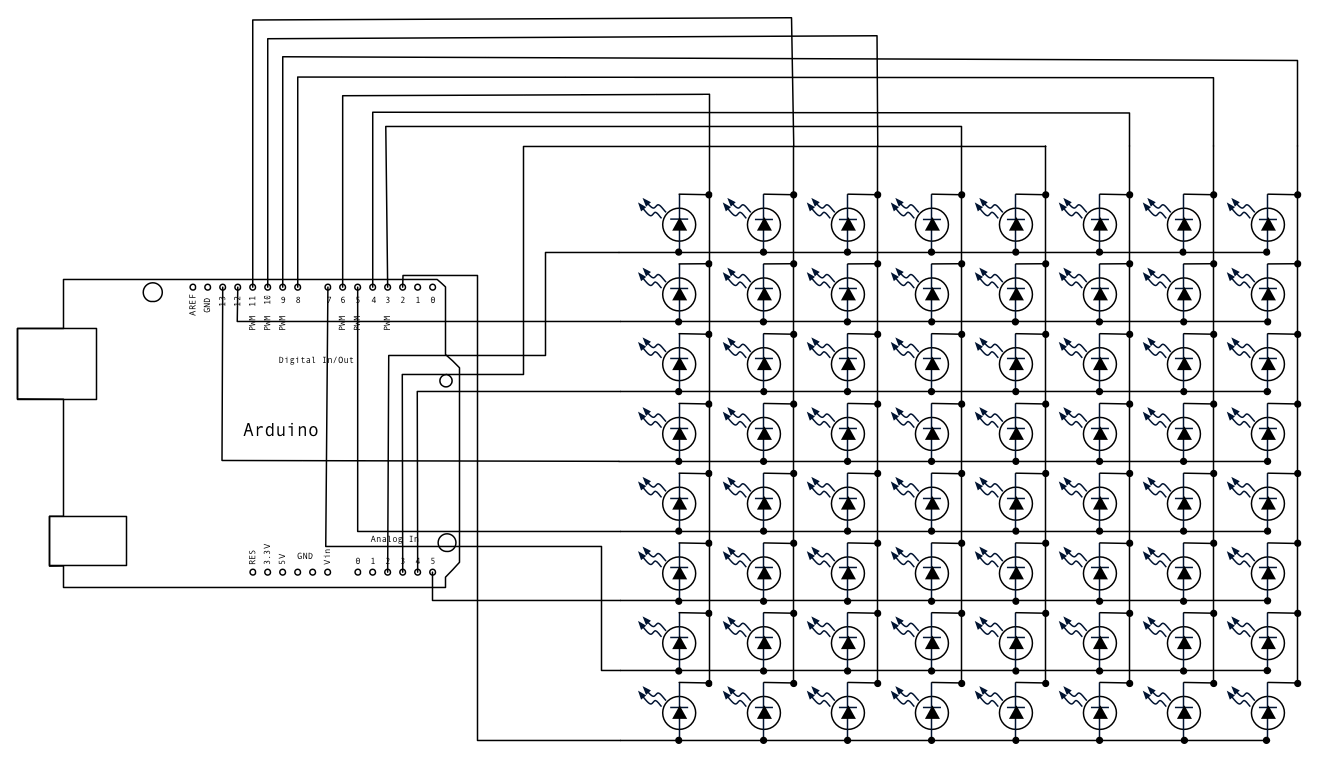 AREF GND 13 12 PWM 11 PWM 10 PWM 9 8 7 PWM 6 PWM 5 4 PWM 3 2 1 0
Digital In/Out
Arduino
Analog In
RES 3.3V 5V GND Vin 0 1 2 3 4 5